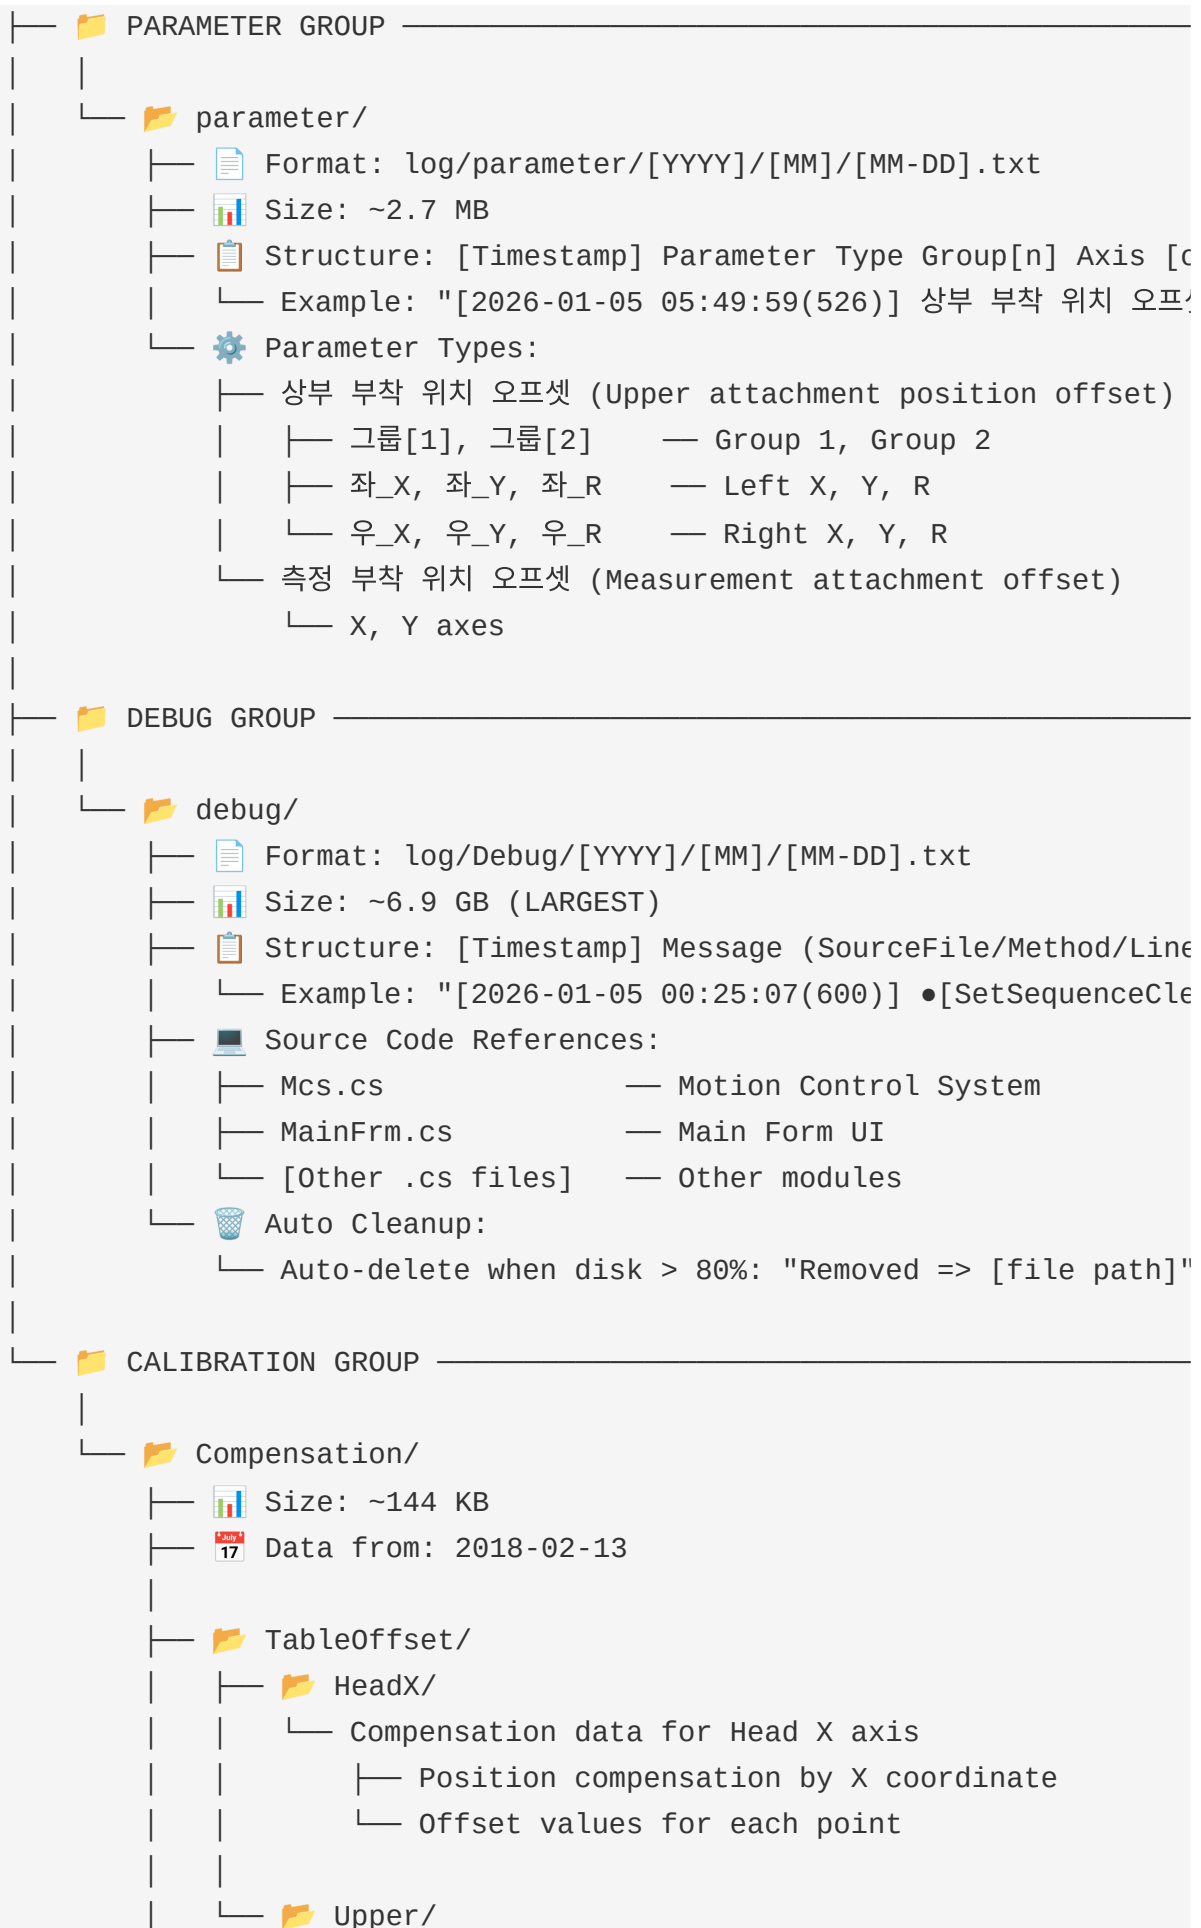 ├── 📁 PARAMETER GROUP ──────────────────────────────
│   │
│   └── 📂 parameter/
│       ├── 📄 Format: log/parameter/[YYYY]/[MM]/[MM-DD].txt
│       ├── 📊 Size: ~2.7 MB
│       ├── 📋 Structure: [Timestamp] Parameter Type Group[n] Axis [
│       │   └── Example: "[2026-01-05 05:49:59(526)] 상부 부착 위치
│       └── ⚙️ Parameter Types:
│           ├── 상부 부착 위치 오프셋 (Upper attachment position offset)
│           │   ├── 그룹[1], 그룹[2]    ── Group 1, Group 2
│           │   ├── 좌_X, 좌_Y, 좌_R    ── Left X, Y, R
│           │   └── 우_X, 우_Y, 우_R    ── Right X, Y, R
│           └── 측정 부착 위치 오프셋 (Measurement attachment offset)
│               └── X, Y axes
│
├── 📁 DEBUG GROUP ──────────────────────────────
│   │
│   └── 📂 debug/
│       ├── 📄 Format: log/Debug/[YYYY]/[MM]/[MM-DD].txt
│       ├── 📊 Size: ~6.9 GB (LARGEST)
│       ├── 📋 Structure: [Timestamp] Message (SourceFile/Method/Line
│       │   └── Example: "[2026-01-05 00:25:07(600)] ●[SetSequenceCle
│       ├── 💻 Source Code References:
│       │   ├── Mcs.cs              ── Motion Control System
│       │   ├── MainFrm.cs          ── Main Form UI
│       │   └── [Other .cs files]   ── Other modules
│       └── 🗑️ Auto Cleanup:
│           └── Auto-delete when disk > 80%: "Removed => [file path]"
│
└── 📁 CALIBRATION GROUP ──────────────────────────────
    │
    └── 📂 Compensation/
        ├── 📊 Size: ~144 KB
        ├── 📅 Data from: 2018-02-13
        │
        ├── 📂 TableOffset/
        │   ├── 📂 HeadX/
        │   │   └── Compensation data for Head X axis
        │   │       ├── Position compensation by X coordinate
        │   │       └── Offset values for each point
        │   │
        │   └── 📂 Upper/